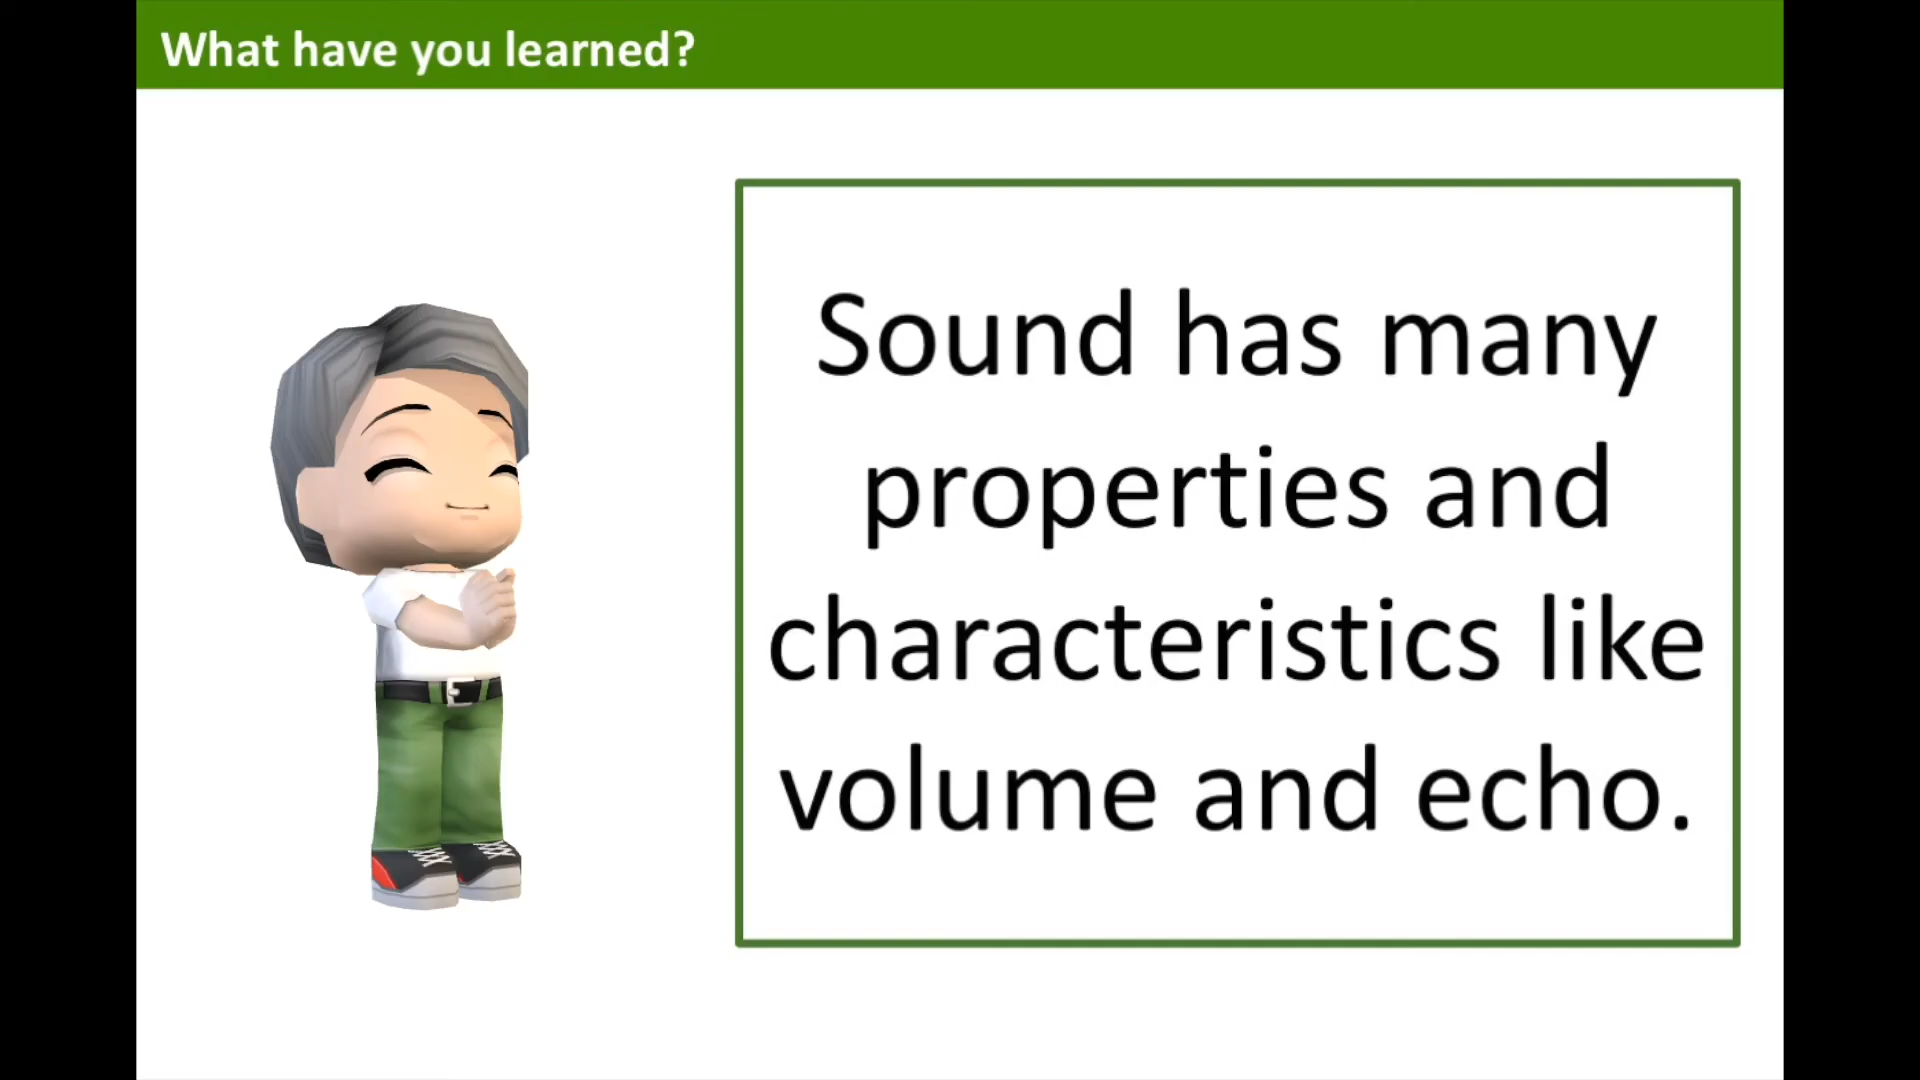 What have you learned?
Sound has many
properties and
characteristics like
volume and echo.